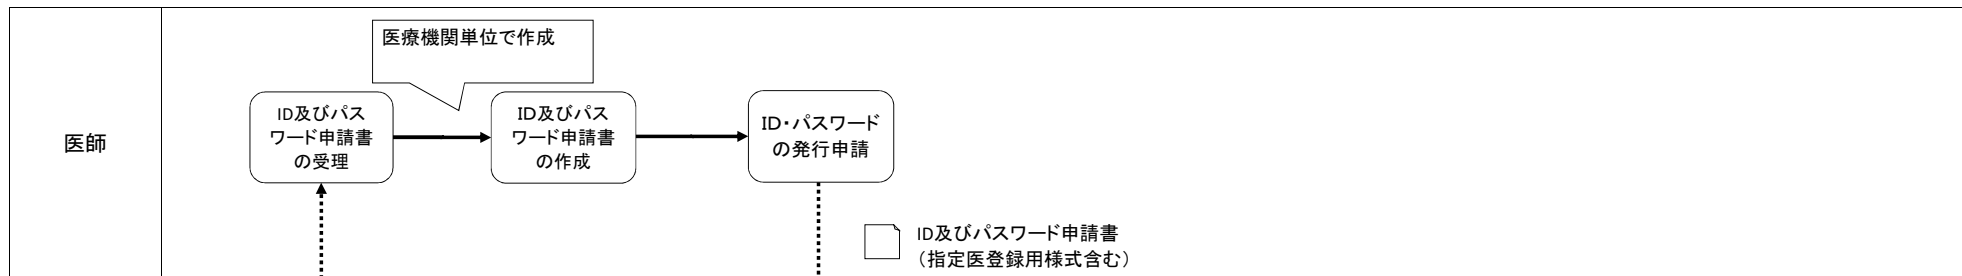 医師
医療機関単位で作成
ID及びパス
ワード申請書
の受理
ID及びパス
ワード申請書
の作成
ID・パスワード
の発行申請
ID及びパスワード申請書
（指定医登録用様式含む）